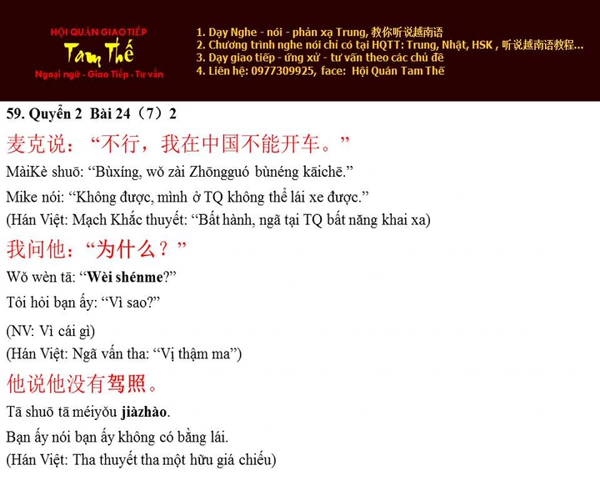 HỘI QUÁN GIAO TIẾP
Tam Thế
Ngoại ngữ - Giao Tiếp - Tư vấn
1. Dạy Nghe - nói - phản xạ Trung, 教你听说越南语
2. Chương trình nghe nói chỉ có tại HQTT: Trung, Nhật, HSK , 听说越南语教程...
3. Dạy giao tiếp - ứng xử - tư vấn theo các chủ đề
4. Liên hệ: 0977309925, face: Hội Quán Tam Thế
59. Quyển 2 Bài 24（7）2
麦克说：“不行，我在中国不能开车。”
MàiKè shuō: “Bùxíng, wǒ zài Zhōngguó bùnéng kāichē.”
Mike nói: “Không được, mình ở TQ không thể lái xe được.”
(Hán Việt: Mạch Khắc thuyết: “Bất hành, ngã tại TQ bất năng khai xa)
我问他：“为什么？”
Wǒ wèn tā: “Wèi shénme?”
Tôi hỏi bạn ấy: “Vì sao?”
(NV: Vì cái gì)
(Hán Việt: Ngã vấn tha: “Vị thậm ma”)
他说他没有驾照。
Tā shuō tā méiyǒu jiàzhào.
Bạn ấy nói bạn ấy không có bằng lái.
(Hán Việt: Tha thuyết tha một hữu giá chiếu)